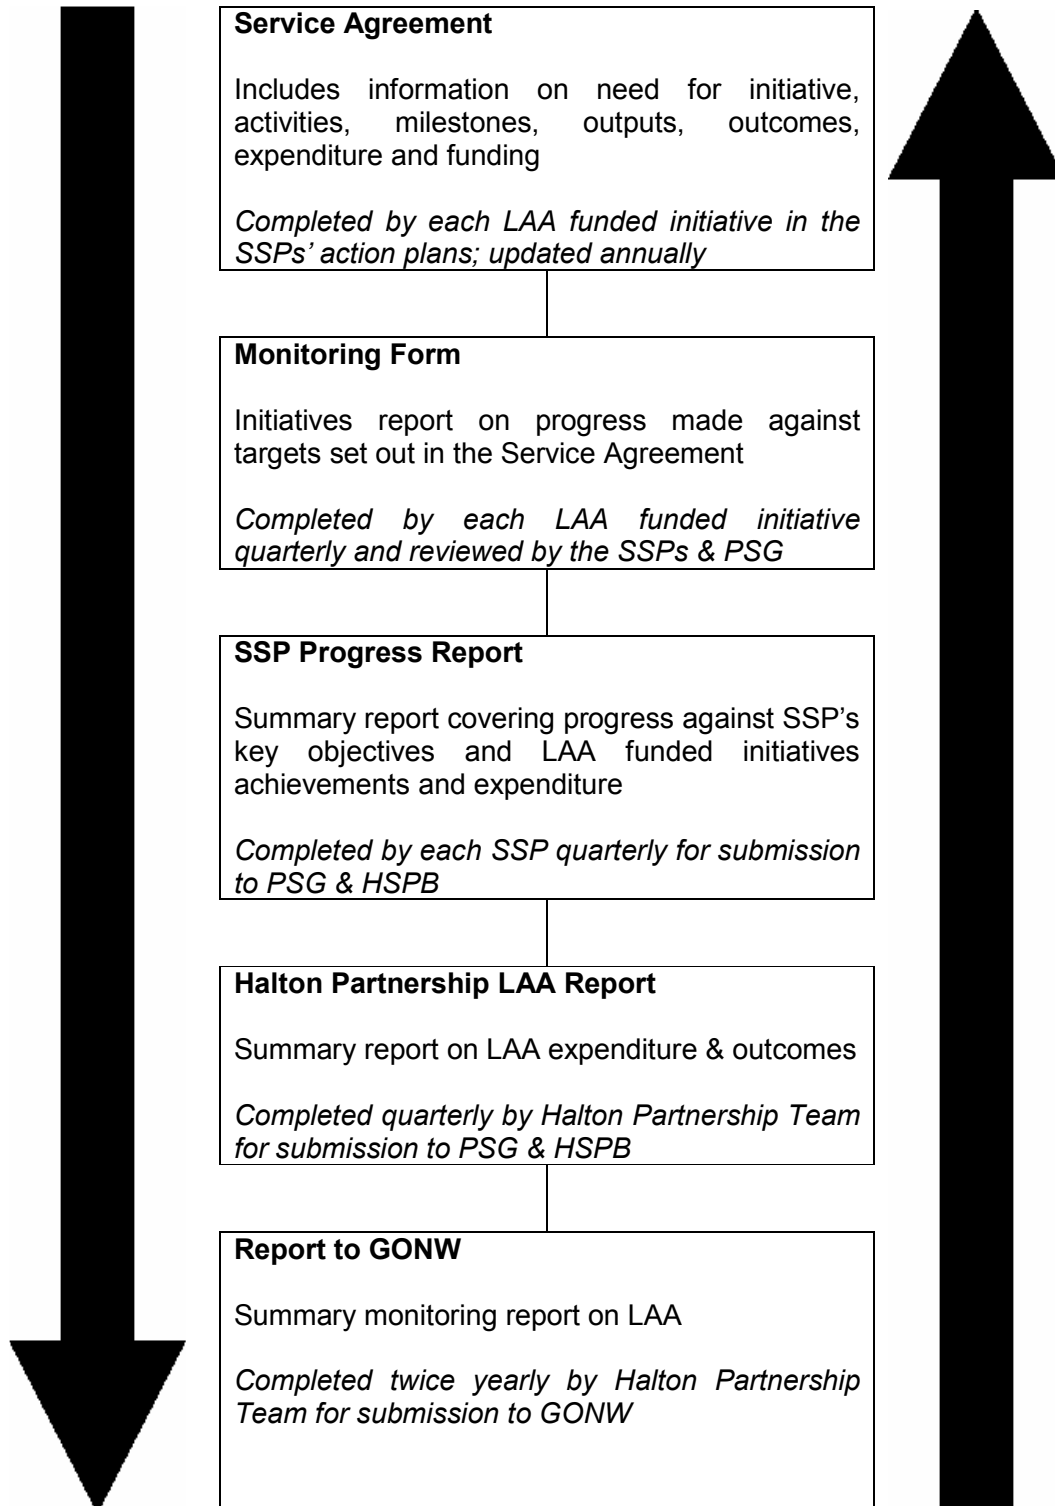 Service Agreement
Includes information on need for initiative,
activities, milestones, outputs, outcomes,
expenditure and funding
Completed by each LAA funded initiative in the
SSPs’ action plans; updated annually
Monitoring Form
Initiatives report on progress made against
targets set out in the Service Agreement
Completed by each LAA funded initiative
quarterly and reviewed by the SSPs & PSG
SSP Progress Report
Summary report covering progress against SSP’s
key objectives and LAA funded initiatives
achievements and expenditure
Completed by each SSP quarterly for submission
to PSG & HSPB
Halton Partnership LAA Report
Summary report on LAA expenditure & outcomes
Completed quarterly by Halton Partnership Team
for submission to PSG & HSPB
Report to GONW
Summary monitoring report on LAA
Completed twice yearly by Halton Partnership
Team for submission to GONW